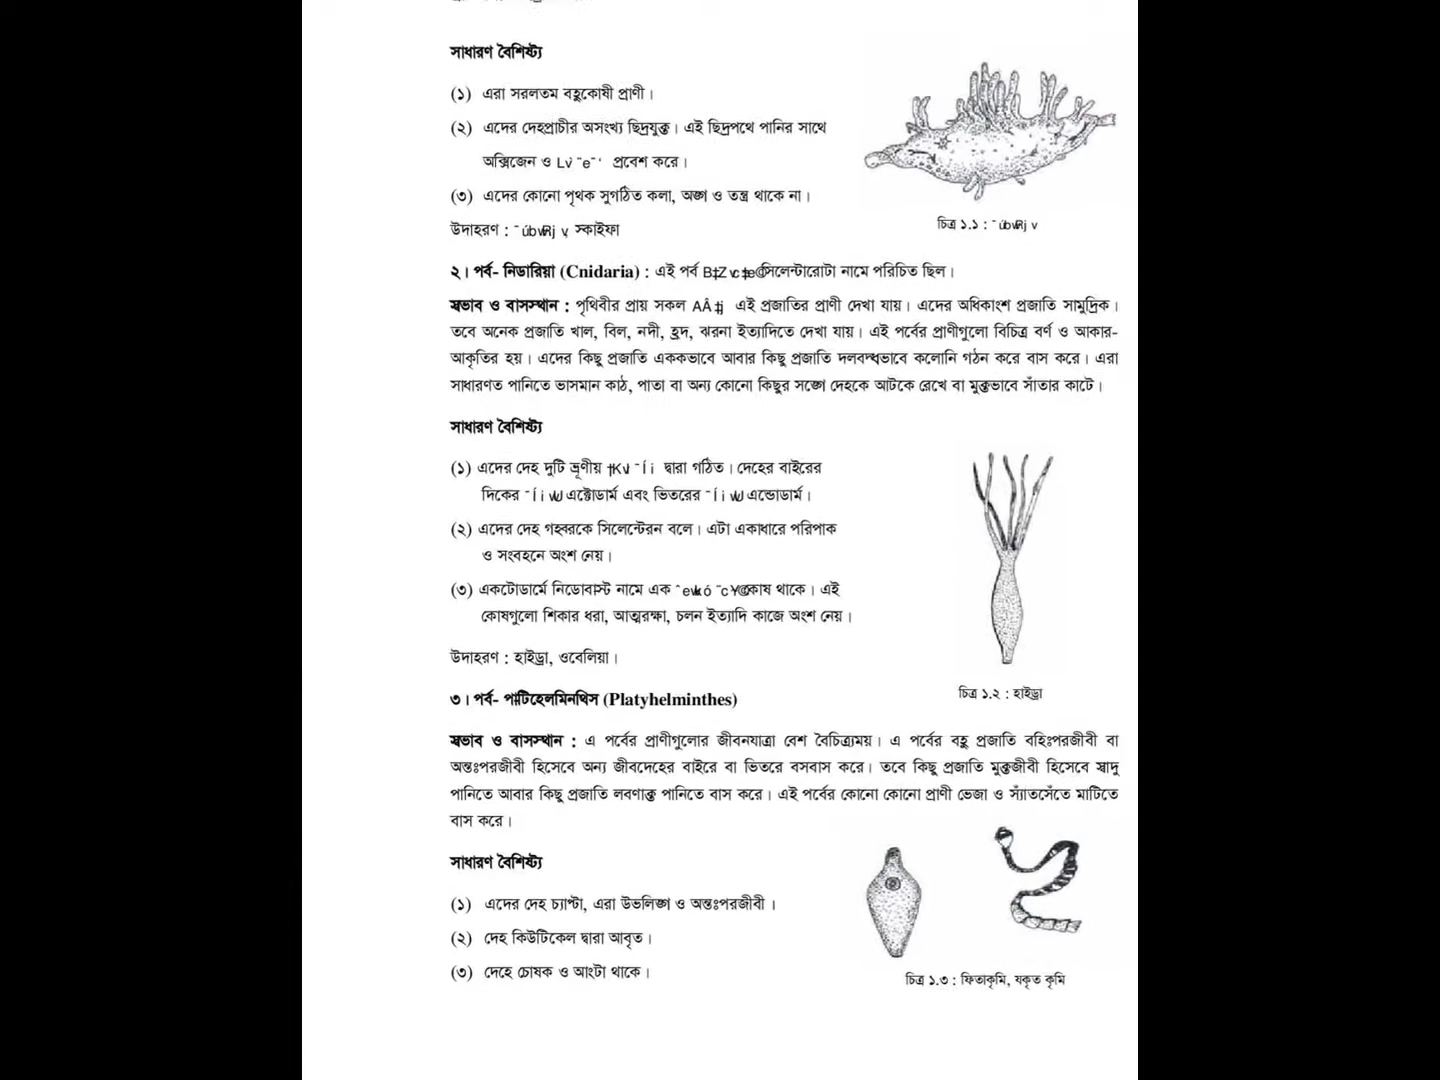 সাধারণ বৈশিষ্ট্য
(১) এরা সরলতম বহুকোষী প্রাণী।
(২) এদের দেহপ্রাচীর অসংখ্য ছিদ্রযুক্ত। এই ছিদ্রপথে পানির সাথে
অক্সিজেন ও প্রবেশ করে।
(৩) এদের কোনো পৃথক সুগঠিত কলা, অঙ্গ ও তন্ত্র থাকে না।
উদাহরণ : স্কাইফা
চিত্র ১.১ :
২। পর্ব- নিডারিয়া (Cnidaria) : এই পর্ব সিলেন্টারোটা নামে পরিচিত ছিল।
স্বভাব ও বাসস্থান : পৃথিবীর প্রায় সকল এই প্রজাতির প্রাণী দেখা যায়। এদের অধিকাংশ প্রজাতি সামুদ্রিক।
তবে অনেক প্রজাতি খাল, বিল, নদী, হ্রদ, ঝরনা ইত্যাদিতে দেখা যায়। এই পর্বের প্রাণীগুলো বিচিত্র বর্ণ ও আকার-
আকৃতির হয়। এদের কিছু প্রজাতি এককভাবে আবার কিছু প্রজাতি দলবদ্ধভাবে কলোনি গঠন করে বাস করে। এরা
সাধারণত পানিতে ভাসমান কাঠ, পাতা বা অন্য কোনো কিছুর সঙ্গে দেহকে আটকে রেখে বা মুক্তভাবে সাঁতার কাটে।
সাধারণ বৈশিষ্ট্য
(১) এদের দেহ দুটি ভ্রূণীয় দ্বারা গঠিত। দেহের বাইরের
দিকের এক্টোডার্ম এবং ভিতরের এন্ডোডার্ম।
(২) এদের দেহ গহ্বরকে সিলেন্টেরন বলে। এটা একাধারে পরিপাক
ও সংবহনে অংশ নেয়।
(৩) একটোডার্মে নিডোবাস্ট নামে এক কোষ থাকে। এই
কোষগুলো শিকার ধরা, আত্মরক্ষা, চলন ইত্যাদি কাজে অংশ নেয়।
উদাহরণ : হাইড্রা, ওবেলিয়া।
চিত্র ১.২ : হাইড্রা
৩। পর্ব- পাটিহেলমিনথিস (Platyhelminthes)
স্বভাব ও বাসস্থান : এ পর্বের প্রাণীগুলোর জীবনযাত্রা বেশ বৈচিত্র্যময়। এ পর্বের বহু প্রজাতি বহিঃপরজীবী বা
অন্তঃপরজীবী হিসেবে অন্য জীবদেহের বাইরে বা ভিতরে বসবাস করে। তবে কিছু প্রজাতি মুক্তজীবী হিসেবে স্বাদু
পানিতে আবার কিছু প্রজাতি লবণাক্ত পানিতে বাস করে। এই পর্বের কোনো কোনো প্রাণী ভেজা ও স্যাঁতসেঁতে মাটিতে
বাস করে।
সাধারণ বৈশিষ্ট্য
(১) এদের দেহ চ্যাপ্টা, এরা উভলিঙ্গ ও অন্তঃপরজীবী।
(২) দেহ কিউটিকেল দ্বারা আবৃত।
(৩) দেহে চোষক ও আংটা থাকে।
চিত্র ১.৩ : ফিতাকৃমি, যকৃত কৃমি